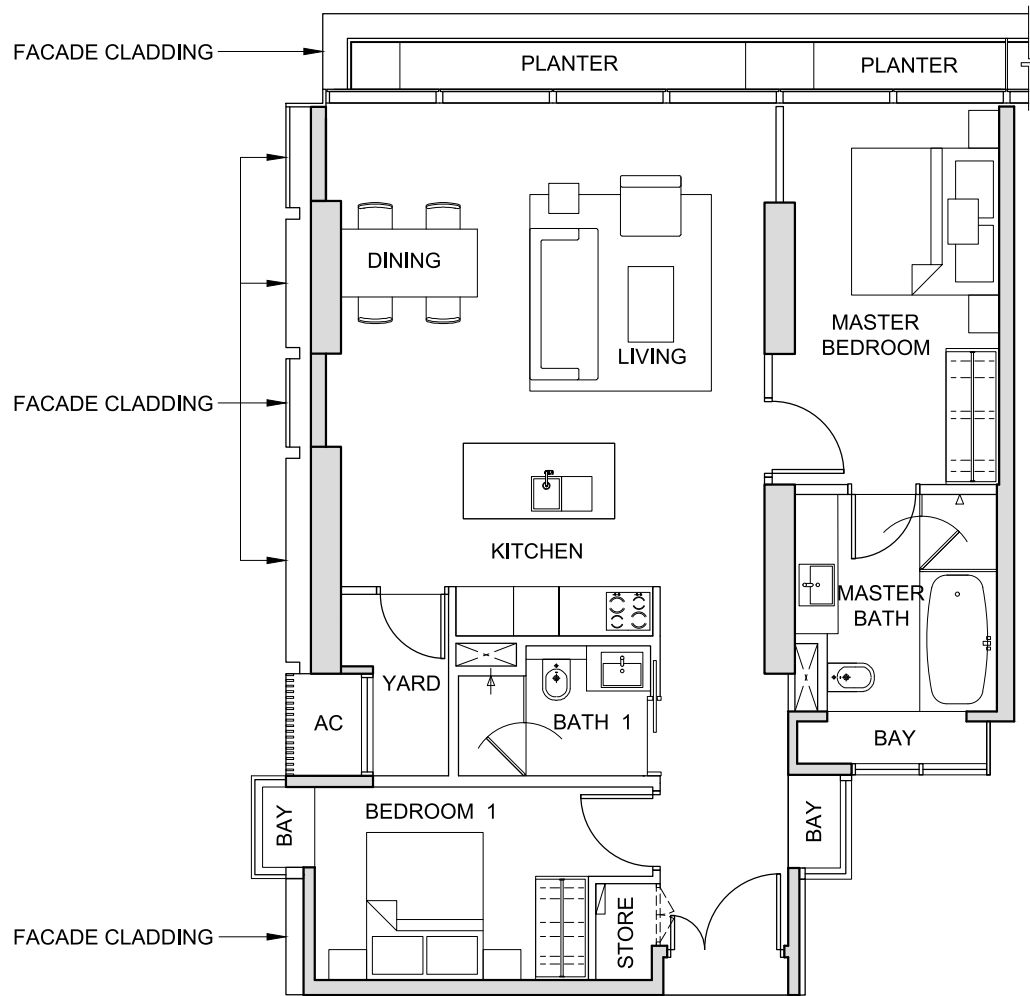 FACADE CLADDING
PLANTER
PLANTER
DINING
LIVING
MASTER
BEDROOM
FACADE CLADDING
KITCHEN
MASTER
BATH
YARD
AC
BATH 1
BAY
BEDROOM 1
BAY
BAY
STORE
FACADE CLADDING